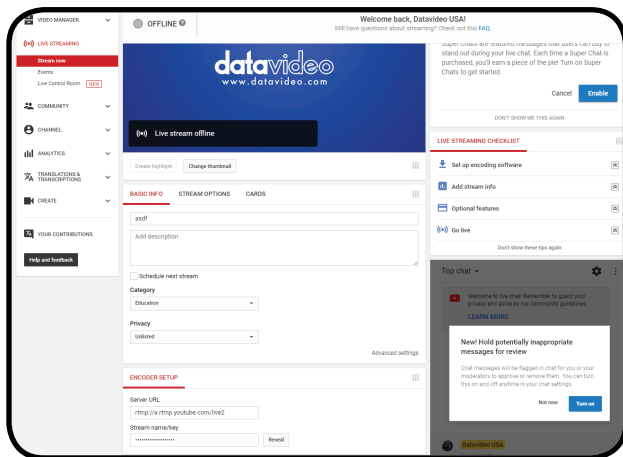 VIDEO MANAGER
LIVE STREAMING
Stream now
Events
Live Control Room NEW
COMMUNITY
CHANNEL
ANALYTICS
TRANSLATIONS &
TRANSCRIPTIONS
CREATE
YOUR CONTRIBUTIONS
Help and feedback
OFFLINE ?
Welcome back, Datavideo USA!
Still have questions about streaming? Check out this FAQ
datavideo
www.datavideo.com
Live stream offline
Create highlight
Change thumbnail
BASIC INFO
STREAM OPTIONS
CARDS
asdf
Add description
Schedule next stream
Category
Education
Privacy
Unlisted
Advanced settings
ENCODER SETUP
Server URL
rtmp://a.rtmp.youtube.com/live2
Stream name/key
••••••••••••••••••••
Reveal
Super Chats are featured messages that fans can buy to
stand out during your live chat. Each time a Super Chat is
purchased, you'll earn a piece of the pie! Turn on Super
Chats to get started.
Cancel
Enable
DON'T SHOW ME THIS AGAIN
LIVE STREAMING CHECKLIST
Set up encoding software
Add stream info
Optional features
Go live
Don't show these tips again
Top chat
Welcome to live chat! Remember to guard your
privacy and abide by our community guidelines.
LEARN MORE
New! Hold potentially inappropriate
messages for review
Chat messages will be flagged in chat for you or your
moderators to approve or remove them. You can turn
this on and off anytime in your chat settings.
Not now
Turn on
Datavideo USA